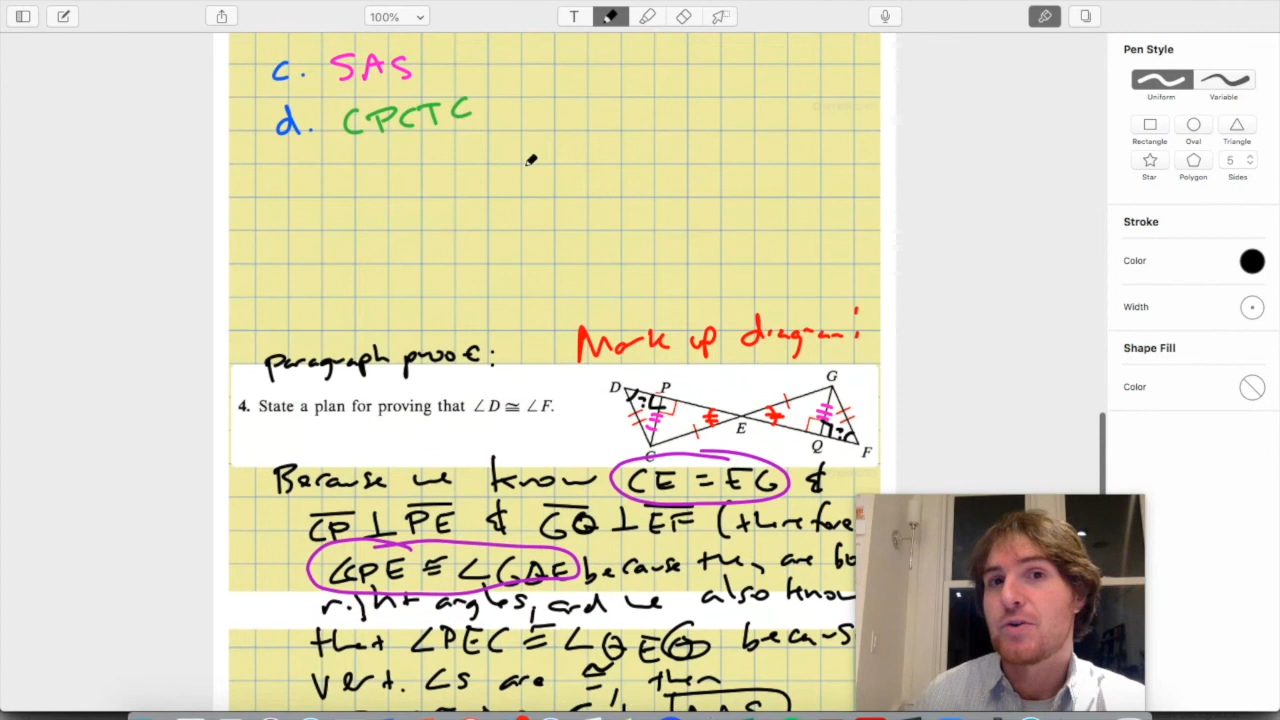 100%
T
Pen Style
Uniform Variable
Rectangle Oval Triangle
5
Star Polygon Sides
Stroke
Color
Width
Shape Fill
Color
c. SAS
d. CPCTC
Mark up diagram!
paragraph proof:
4. State a plan for proving that ∠D ≅ ∠F.
D P G
E
C Q F
Because we know CE = EG &
CP ⊥ PE & GQ ⊥ EF (therefore
∠CPE ≅ ∠GQE because they are bo
right angles, and we also know
that ∠PEC ≅ ∠QEG becaus
vert. ∠s are ≅, then